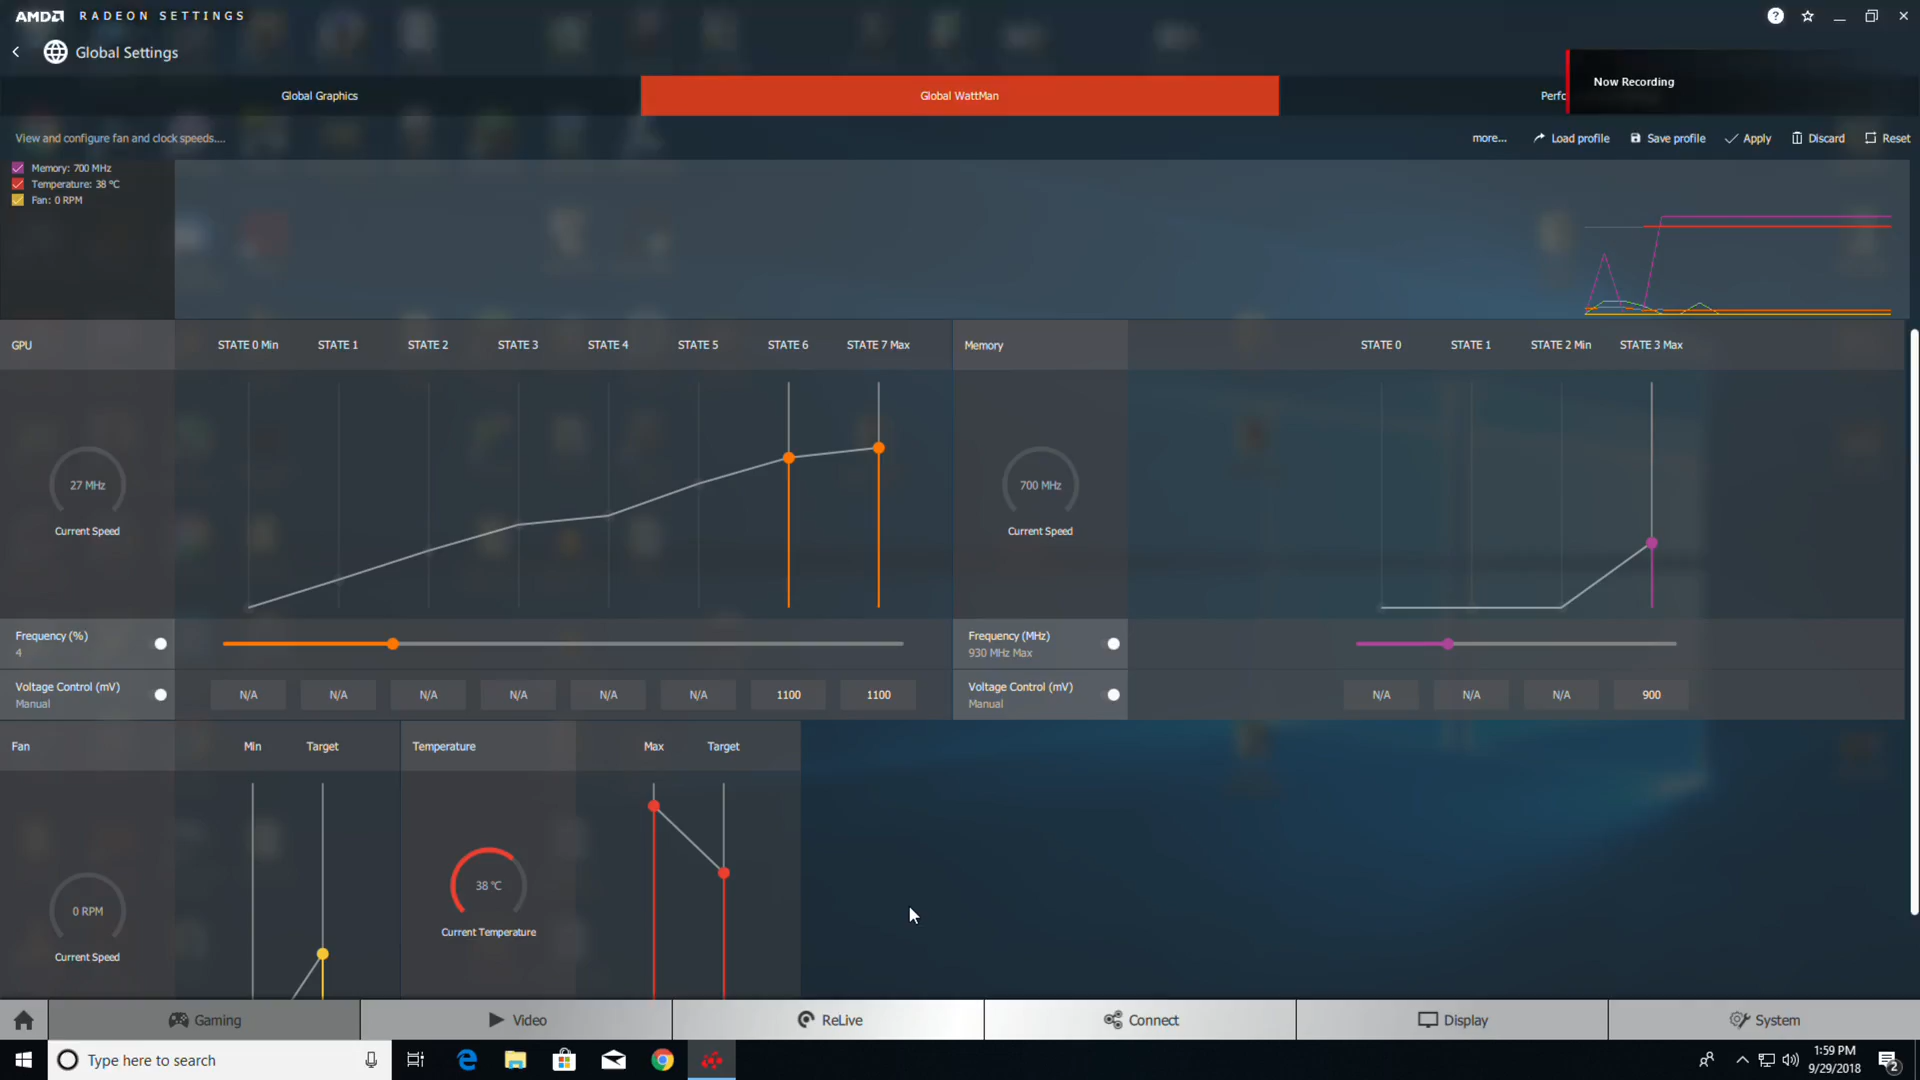 AMD RADEON SETTINGS
Global Settings
Now Recording
Global Graphics
Global WattMan
Perfc
View and configure fan and clock speeds....
more...
Load profile
Save profile
Apply
Discard
Reset
Memory: 700 MHz
Temperature: 38 °C
Fan: 0 RPM
GPU
STATE 0 Min
STATE 1
STATE 2
STATE 3
STATE 4
STATE 5
STATE 6
STATE 7 Max
Memory
STATE 0
STATE 1
STATE 2 Min
STATE 3 Max
27 MHz
Current Speed
700 MHz
Current Speed
Frequency (%)
4
Frequency (MHz)
930 MHz Max
Voltage Control (mV)
Manual
N/A
N/A
N/A
N/A
N/A
N/A
1100
1100
Voltage Control (mV)
Manual
N/A
N/A
N/A
900
Fan
Min
Target
Temperature
Max
Target
0 RPM
Current Speed
38 °C
Current Temperature
Gaming
Video
ReLive
Connect
Display
System
Type here to search
1:59 PM
9/29/2018
2